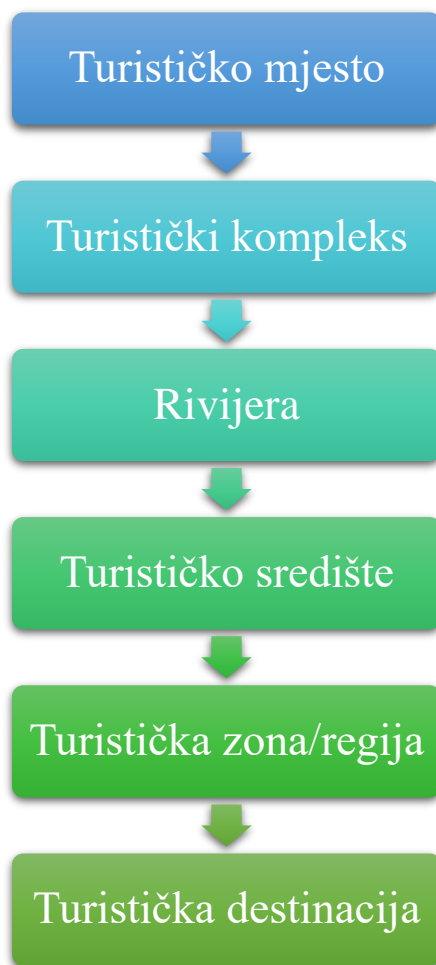 Turističko mjesto
Turistički kompleks
Rivijera
Turističko središte
Turistička zona/regija
Turistička destinacija